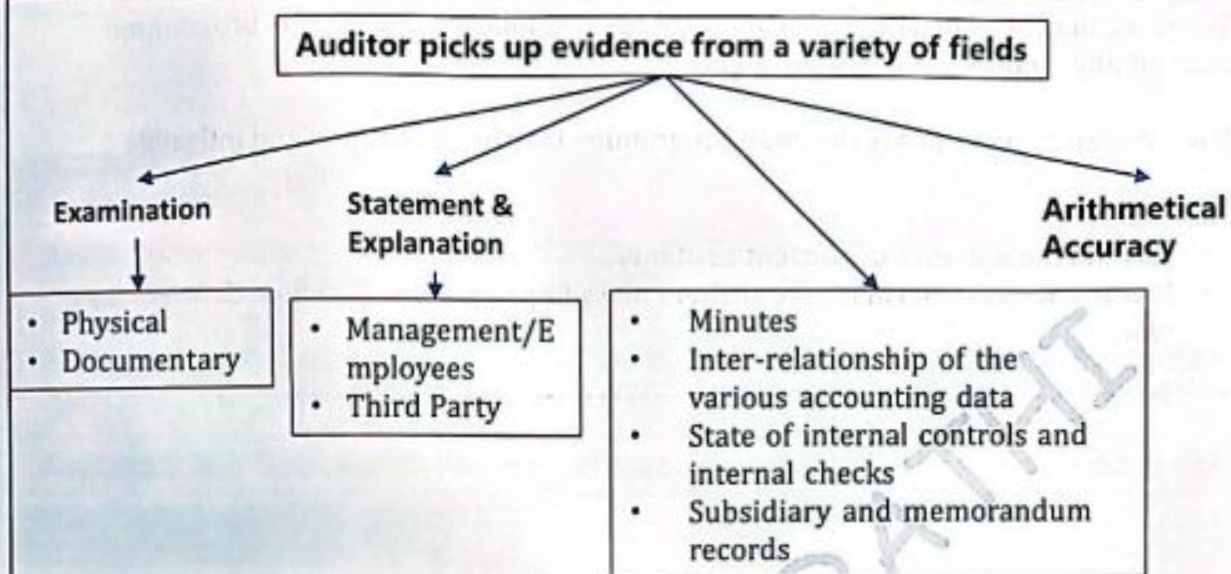 Auditor picks up evidence from a variety of fields
Examination
• Physical
• Documentary
Statement &
Explanation
• Management/E
mployees
• Third Party
• Minutes
• Inter-relationship of the
various accounting data
• State of internal controls and
internal checks
• Subsidiary and memorandum
records
Arithmetical
Accuracy